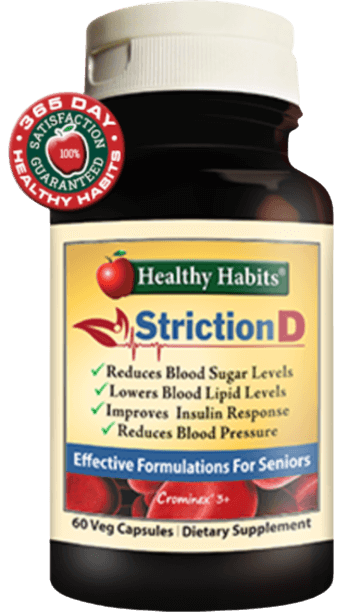 365 DAY
SATISFACTION
100%
GUARANTEED
HEALTHY HABITS
Healthy Habits®
StrictionD
✓Reduces Blood Sugar Levels
✓Lowers Blood Lipid Levels
✓Improves Insulin Response
✓Reduces Blood Pressure
Effective Formulations For Seniors
Crominex® 3+
60 Veg Capsules | Dietary Supplement